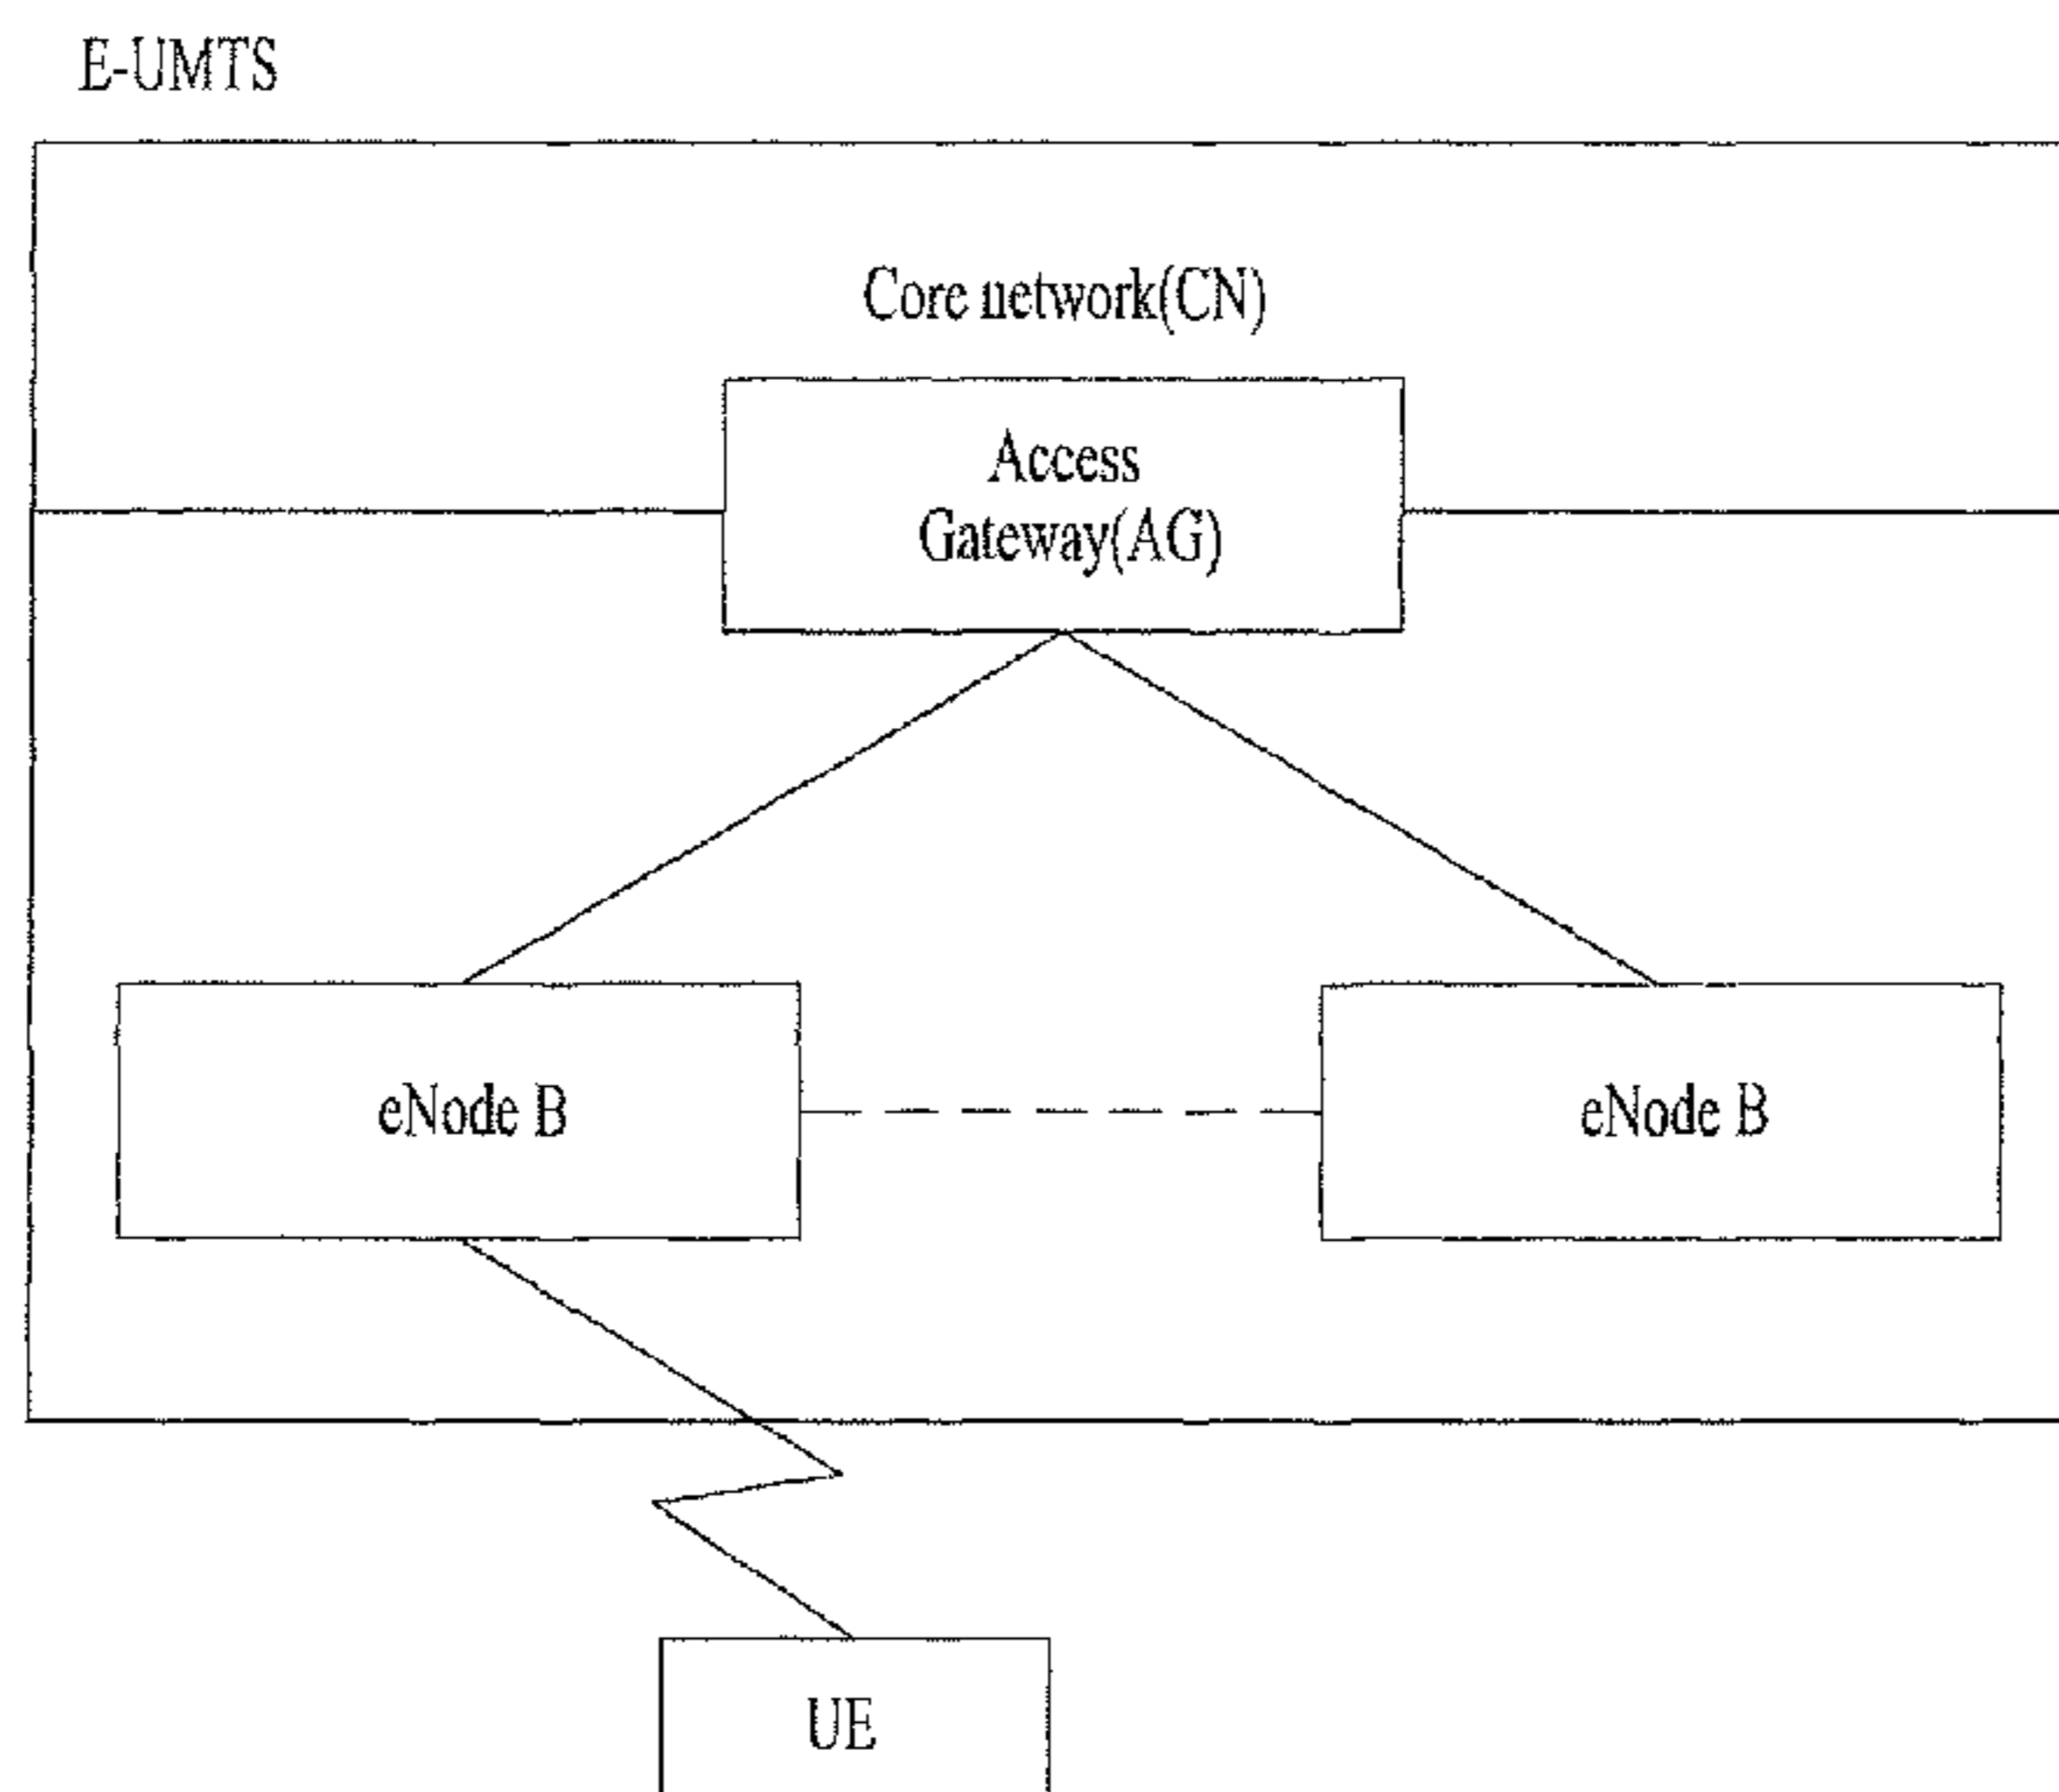 E-UMTS
Core network(CN)
Access
Gateway(AG)
eNode B
eNode B
UE